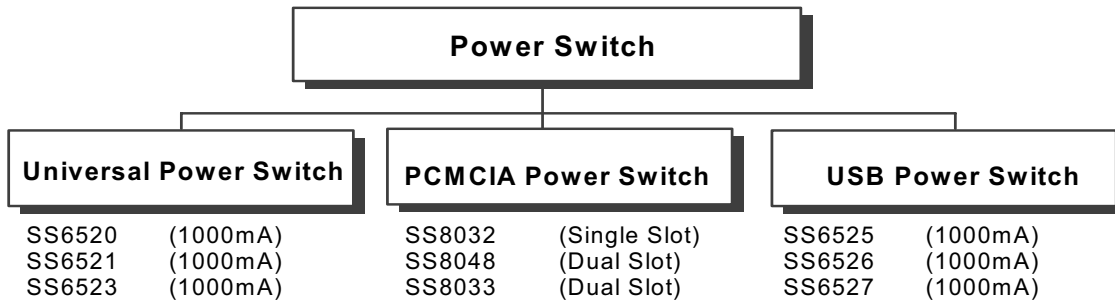 Power Switch
Universal Power Switch
SS6520 (1000mA)
SS6521 (1000mA)
SS6523 (1000mA)
PCMCIA Power Switch
SS8032 (Single Slot)
SS8048 (Dual Slot)
SS8033 (Dual Slot)
USB Power Switch
SS6525 (1000mA)
SS6526 (1000mA)
SS6527 (1000mA)